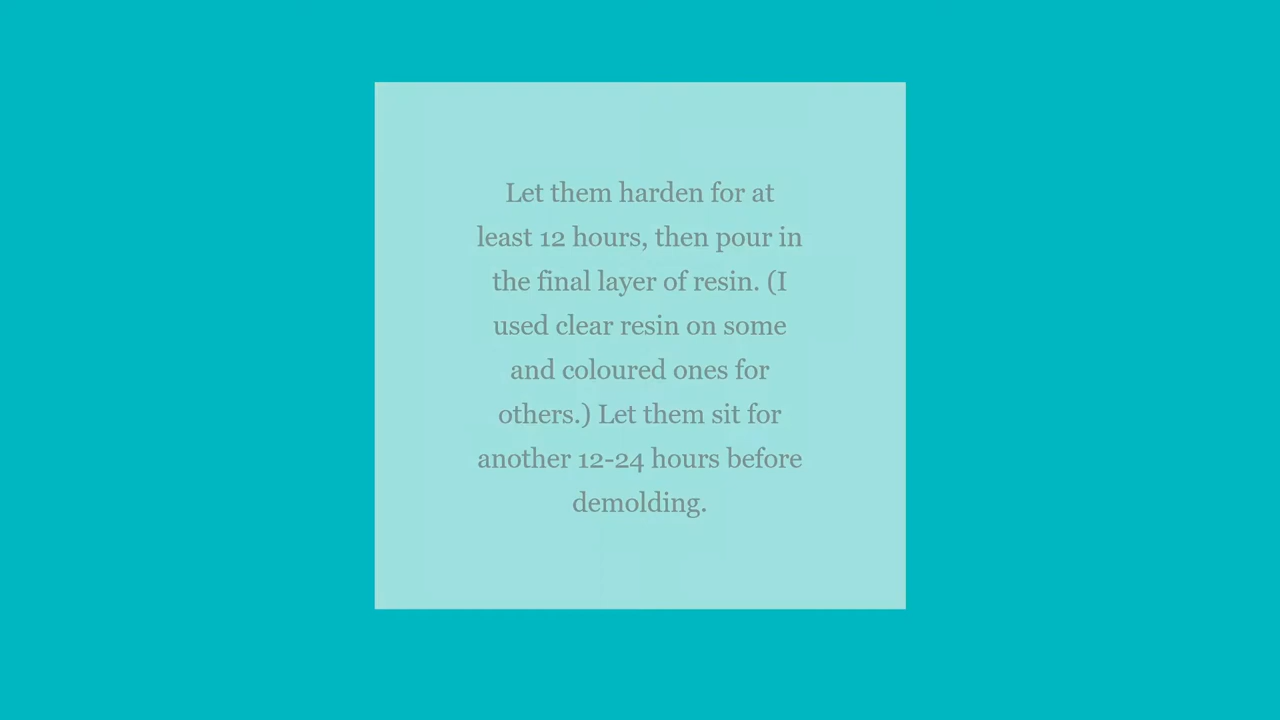 Let them harden for at
least 12 hours, then pour in
the final layer of resin. (I
used clear resin on some
and coloured ones for
others.) Let them sit for
another 12-24 hours before
demolding.